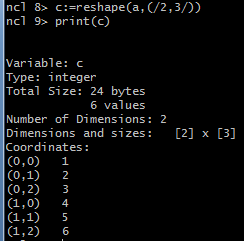 ncl 8> c:=reshape(a,(/2,3/))
ncl 9> print(c)
Variable: c
Type: integer
Total Size: 24 bytes
6 values
Number of Dimensions: 2
Dimensions and sizes: [2] x [3]
Coordinates:
(0,0) 1
(0,1) 2
(0,2) 3
(1,0) 4
(1,1) 5
(1,2) 6